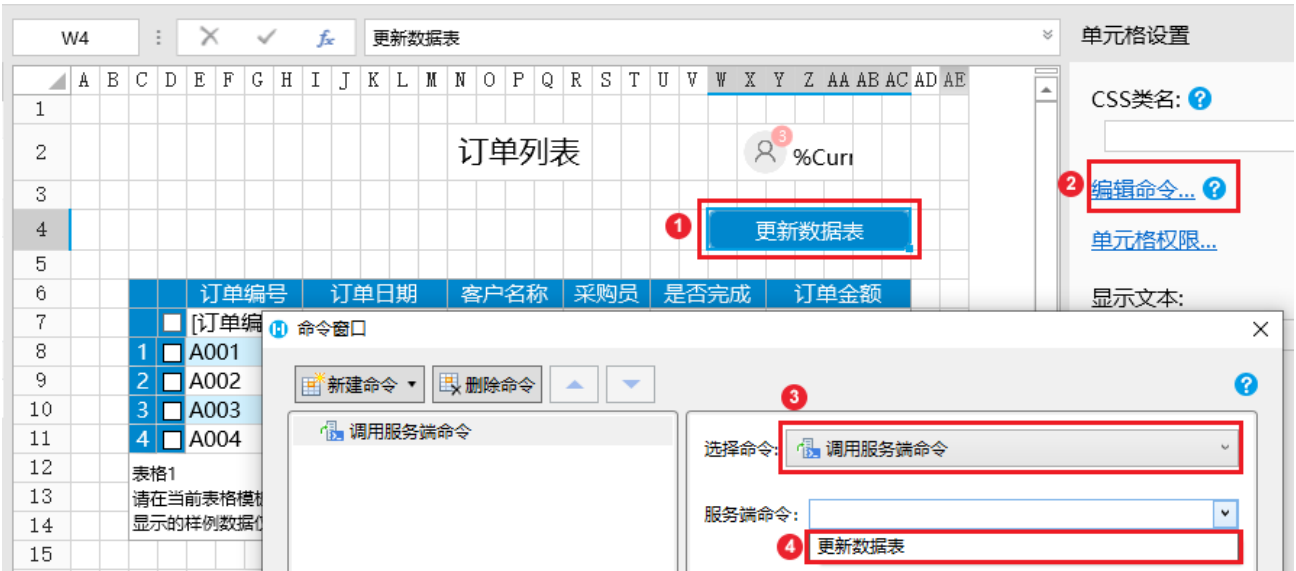 W4 更新数据表 单元格设置
A B C D E F G H I J K L M N O P Q R S T U V W X Y Z AA AB AC AD AE
1
CSS类名:
2 订单列表 3 %Curr
3
2 编辑命令...
4 1 更新数据表
单元格权限...
5
6 订单编号 订单日期 客户名称 采购员 是否完成 订单金额
显示文本:
7 [订单编
命令窗口
8 1 A001
9 2 A002
新建命令 删除命令
10 3 A003
3
11 4 A004
调用服务端命令
选择命令: 调用服务端命令
12 表格1
13 请在当前表格模板
14 显示的样例数据仅
服务端命令:
4 更新数据表
15